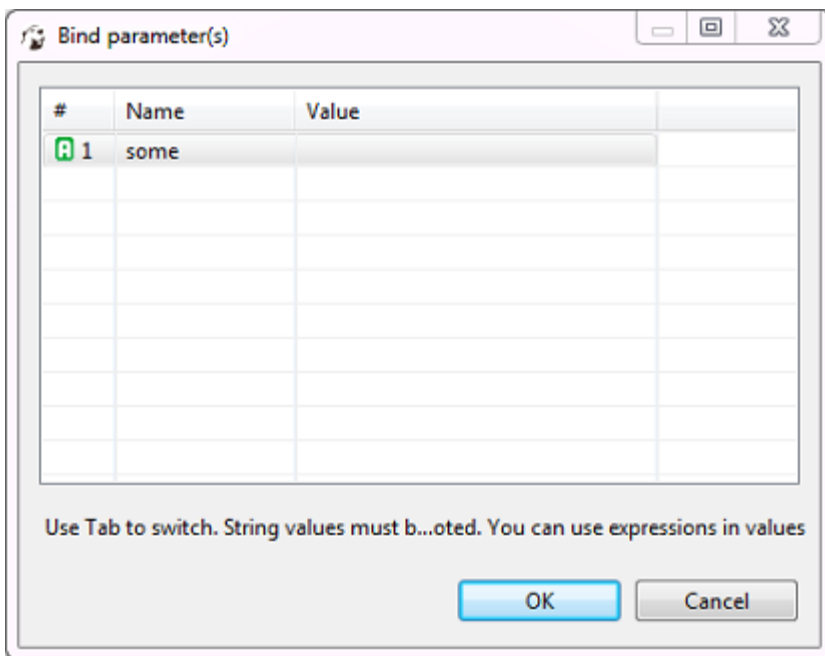 Bind parameter(s)
# Name Value
1 some
Use Tab to switch. String values must b...oted. You can use expressions in values
OK Cancel